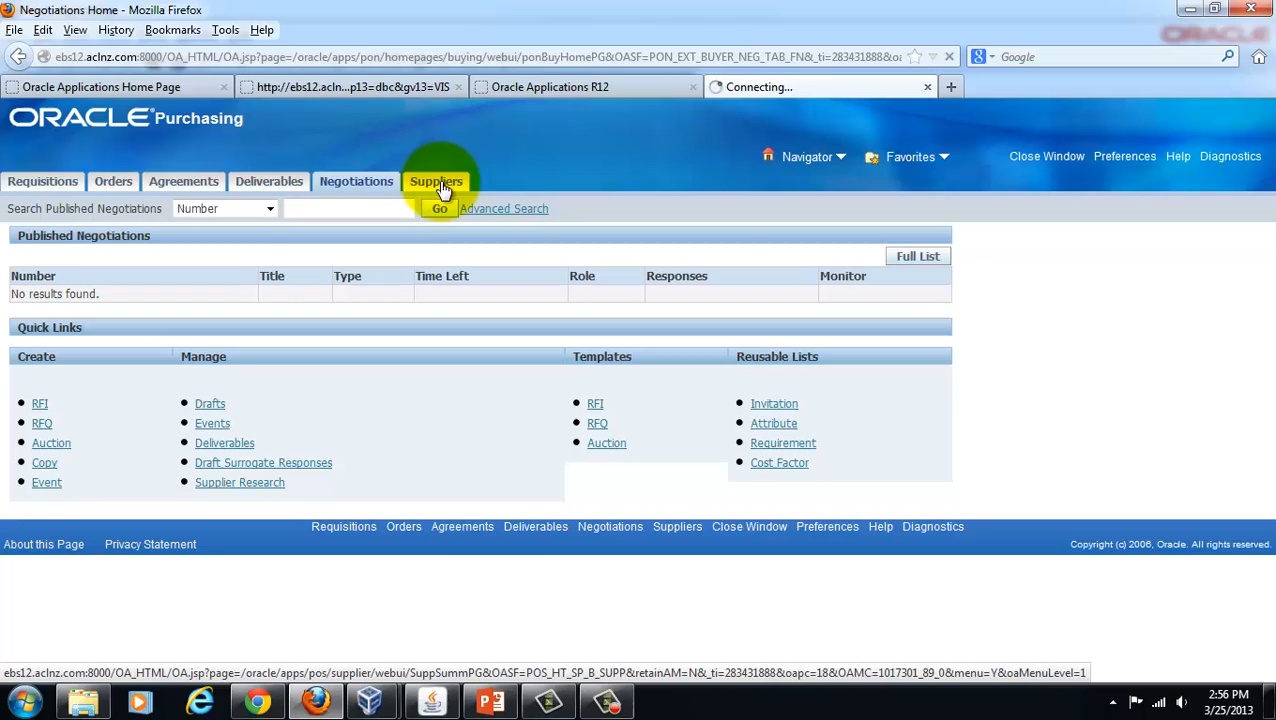 Negotiations Home - Mozilla Firefox
File Edit View History Bookmarks Tools Help
ebs12.aclnz.com:8000/OA_HTML/OA.jsp?page=/oracle/apps/pon/homepages/buying/webui/ponBuyHomePG&OASF=PON_EXT_BUYER_NEG_TAB_FN&_ti=283431888&oa
Google
Oracle Applications Home Page
http://ebs12.acln...p13=dbc&gv13=VIS
Oracle Applications R12
Connecting...
ORACLE Purchasing
Navigator Favorites Close Window Preferences Help Diagnostics
Requisitions Orders Agreements Deliverables Negotiations Suppliers
Search Published Negotiations Number Go Advanced Search
Published Negotiations
Full List
Number Title Type Time Left Role Responses Monitor
No results found.
Quick Links
Create Manage Templates Reusable Lists
RFI Drafts RFI Invitation
RFQ Events RFQ Attribute
Auction Deliverables Auction Requirement
Copy Draft Surrogate Responses Cost Factor
Event Supplier Research
Requisitions Orders Agreements Deliverables Negotiations Suppliers Close Window Preferences Help Diagnostics
About this Page Privacy Statement Copyright (c) 2006, Oracle. All rights reserved.
ebs12.aclnz.com:8000/OA_HTML/OA.jsp?page=/oracle/apps/pos/supplier/webui/SuppSummPG&OASF=POS_HT_SP_B_SUPP&retainAM=N&_ti=283431888&oapc=18&OAMC=1017301_89_0&menu=Y&oaMenuLevel=1
2:56 PM
3/25/2013